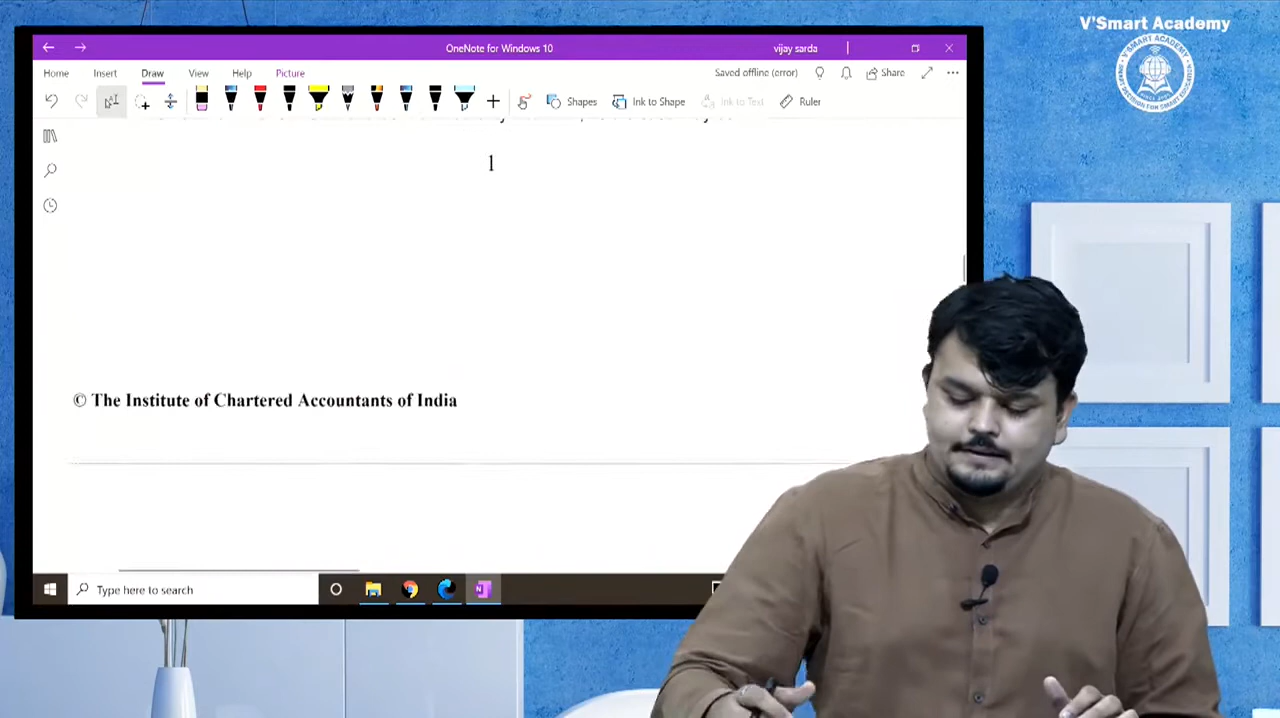 V'Smart Academy
OneNote for Windows 10
vijay sarda
Home Insert Draw View Help Picture
Saved offline (error) Share
Shapes Ink to Shape Ink to Text Ruler
1
© The Institute of Chartered Accountants of India
Type here to search